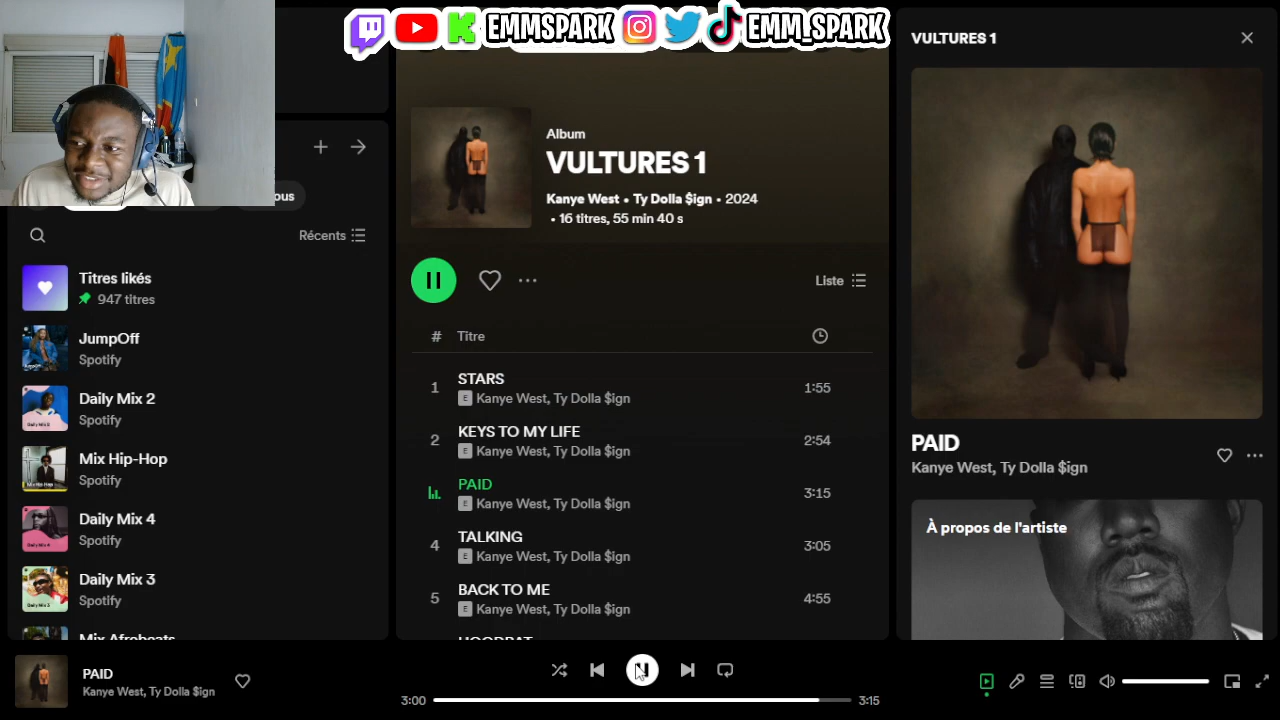 EMMSPARK
EMM_SPARK
ous
Récents
Titres likés
947 titres
JumpOff
Spotify
Daily Mix 2
Spotify
Mix Hip-Hop
Spotify
Daily Mix 4
Spotify
Daily Mix 3
Spotify
Mix Afrobeats
Album
VULTURES 1
Kanye West • Ty Dolla $ign • 2024
• 16 titres, 55 min 40 s
Liste
# Titre
1 STARS 1:55
E Kanye West, Ty Dolla $ign
2 KEYS TO MY LIFE 2:54
E Kanye West, Ty Dolla $ign
PAID 3:15
E Kanye West, Ty Dolla $ign
4 TALKING 3:05
E Kanye West, Ty Dolla $ign
5 BACK TO ME 4:55
E Kanye West, Ty Dolla $ign
HOODRAT
VULTURES 1
PAID
Kanye West, Ty Dolla $ign
À propos de l'artiste
PAID
Kanye West, Ty Dolla $ign
3:00
3:15